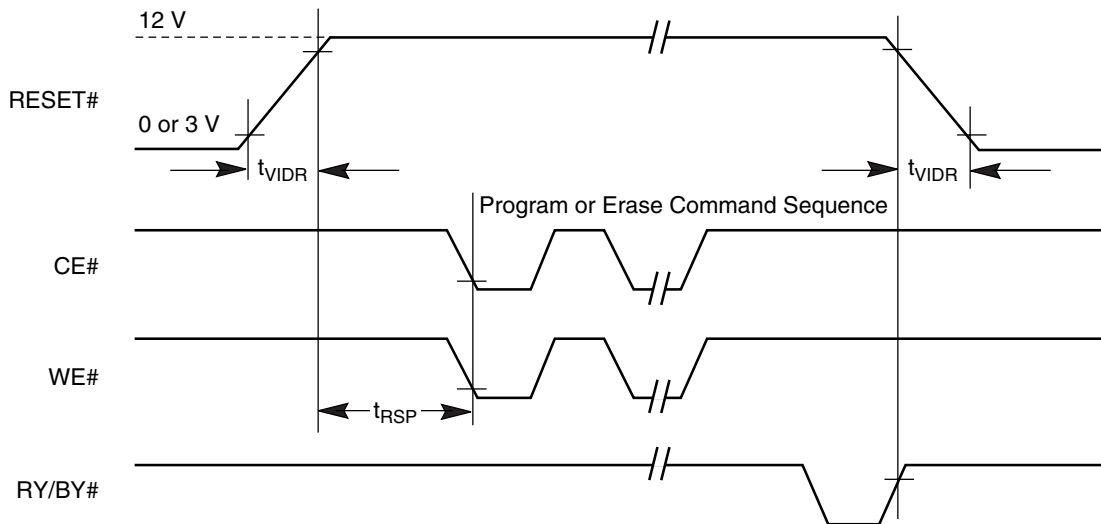 12 V
RESET#
0 or 3 V
tVIDR
tVIDR
Program or Erase Command Sequence
CE#
WE#
tRSP
RY/BY#